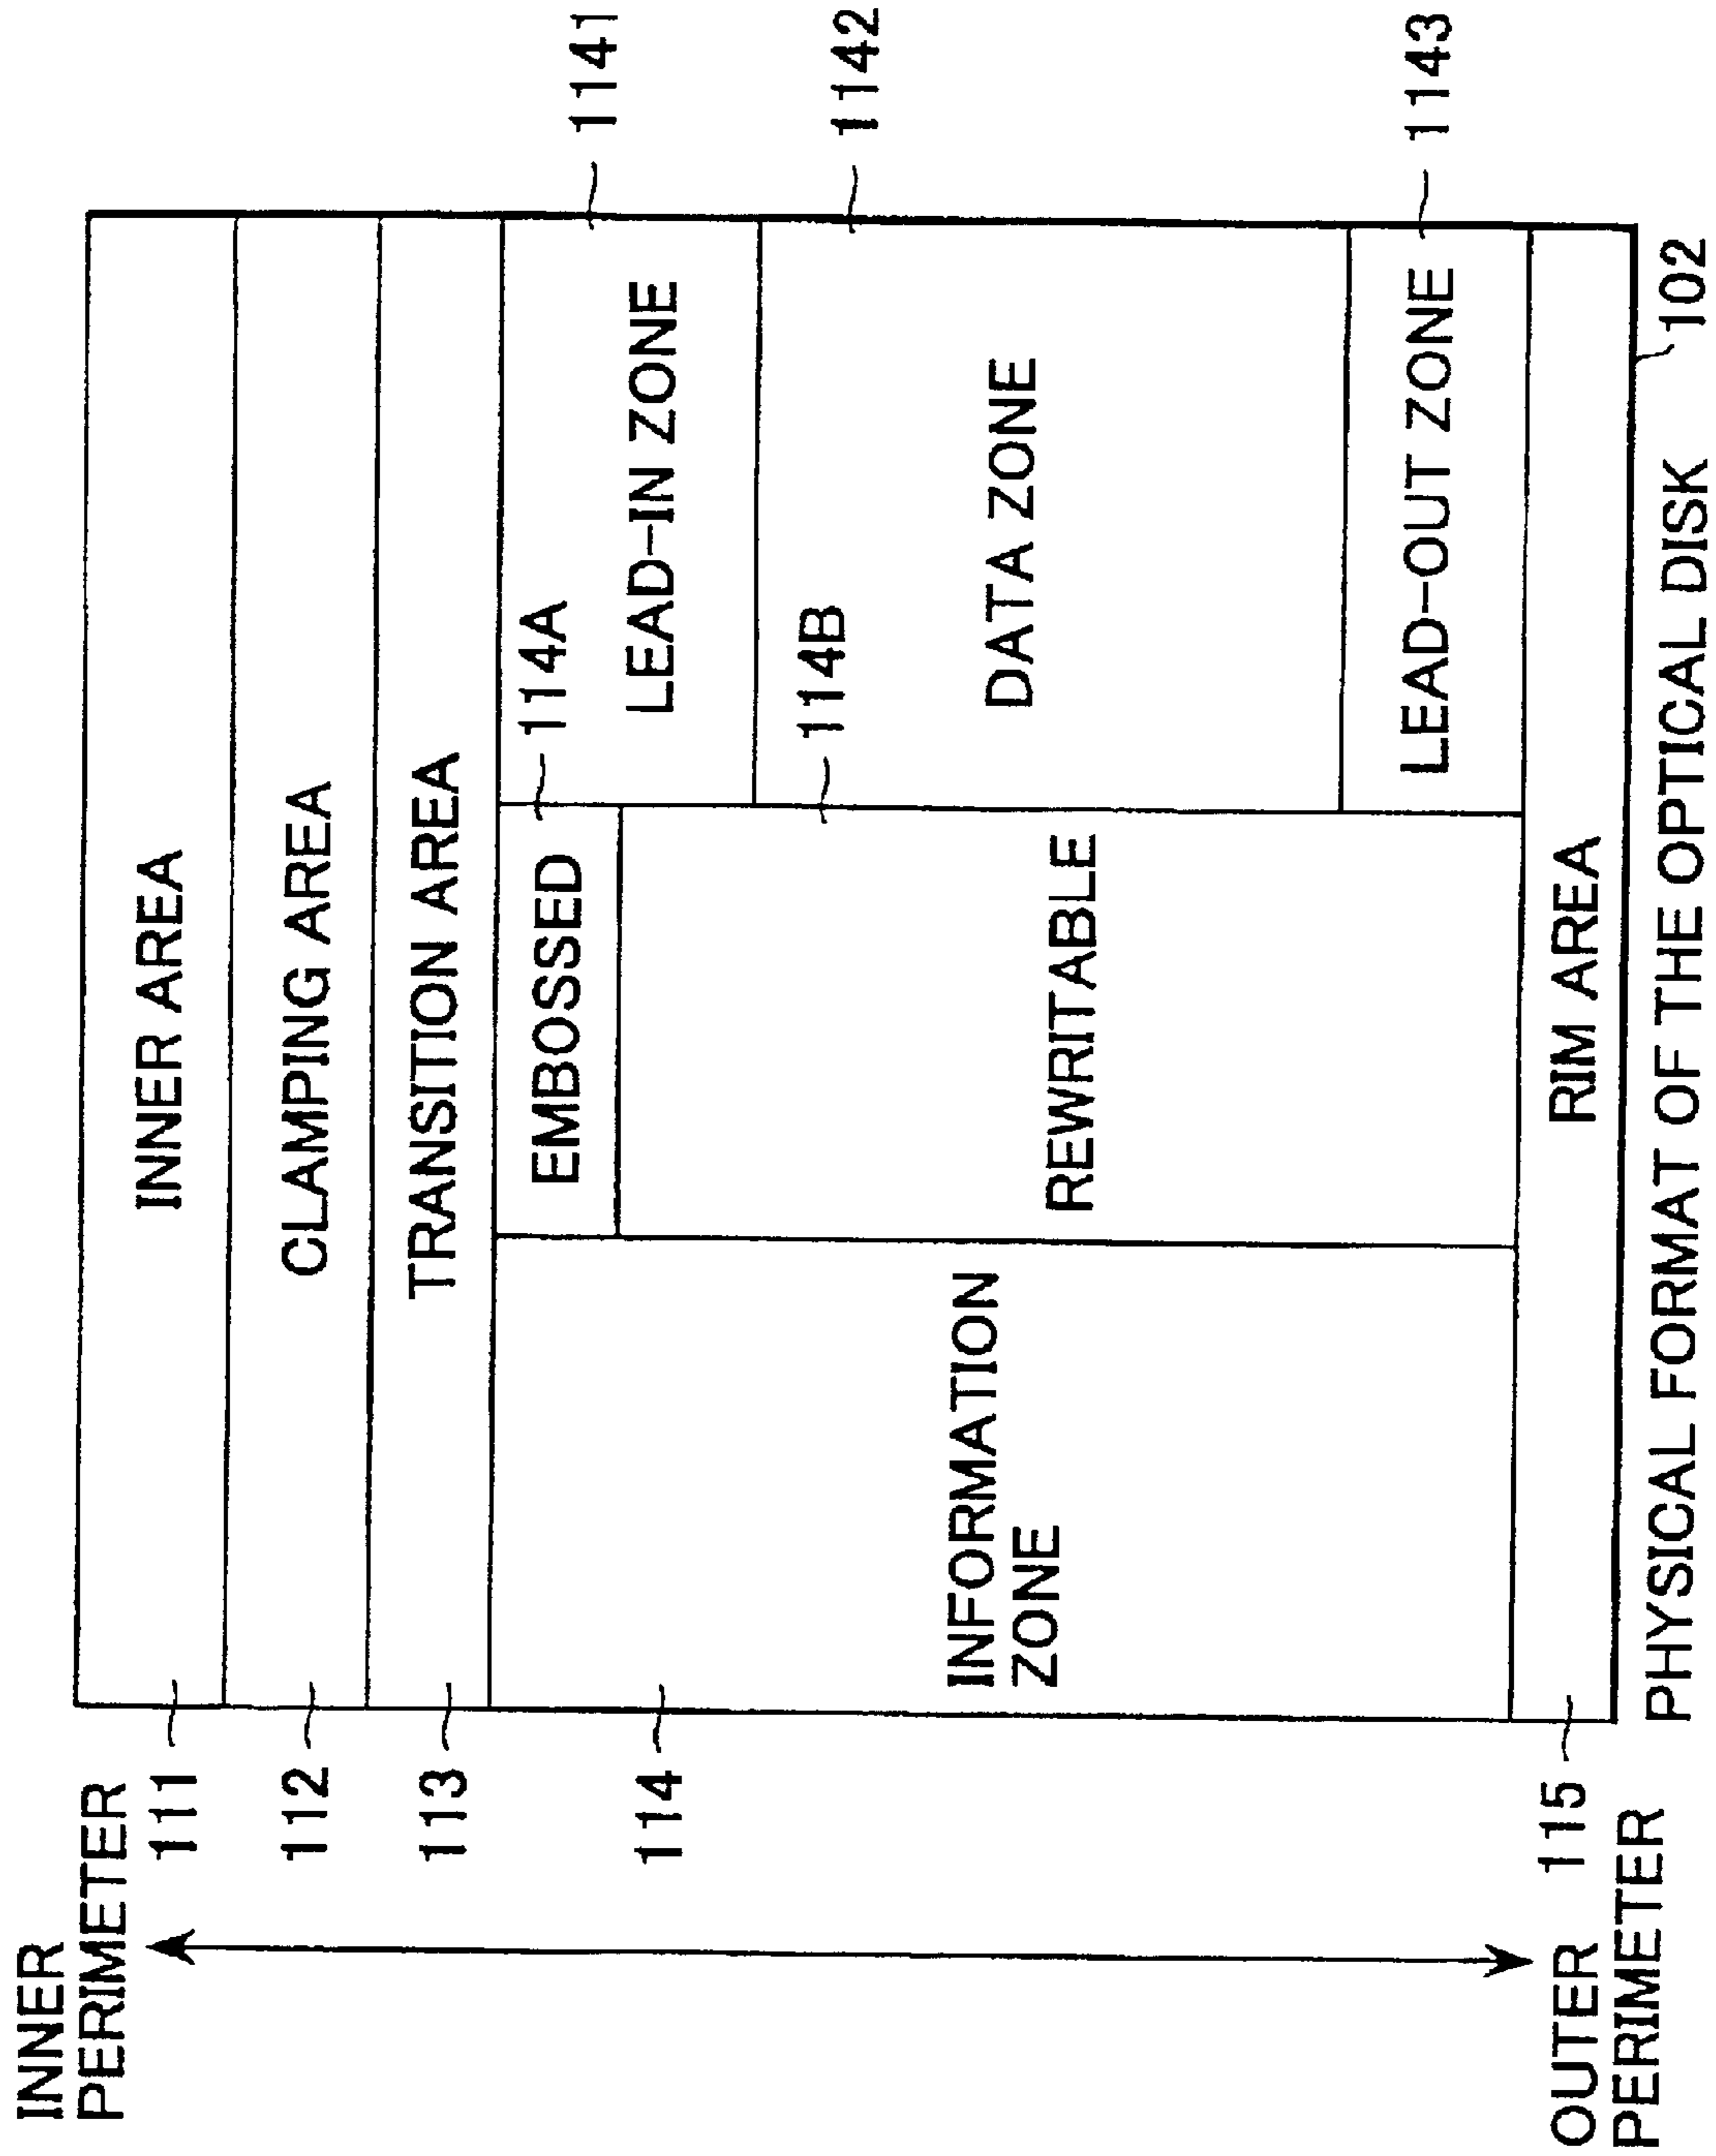 INNER
PERIMETER
111
INNER AREA
112
CLAMPING AREA
113
TRANSITION AREA
114
INFORMATION
ZONE
EMBOSSED
114A
LEAD-IN ZONE
1141
REWRITABLE
114B
DATA ZONE
1142
LEAD-OUT ZONE
1143
OUTER
PERIMETER
115
RIM AREA
102
PHYSICAL FORMAT OF THE OPTICAL DISK